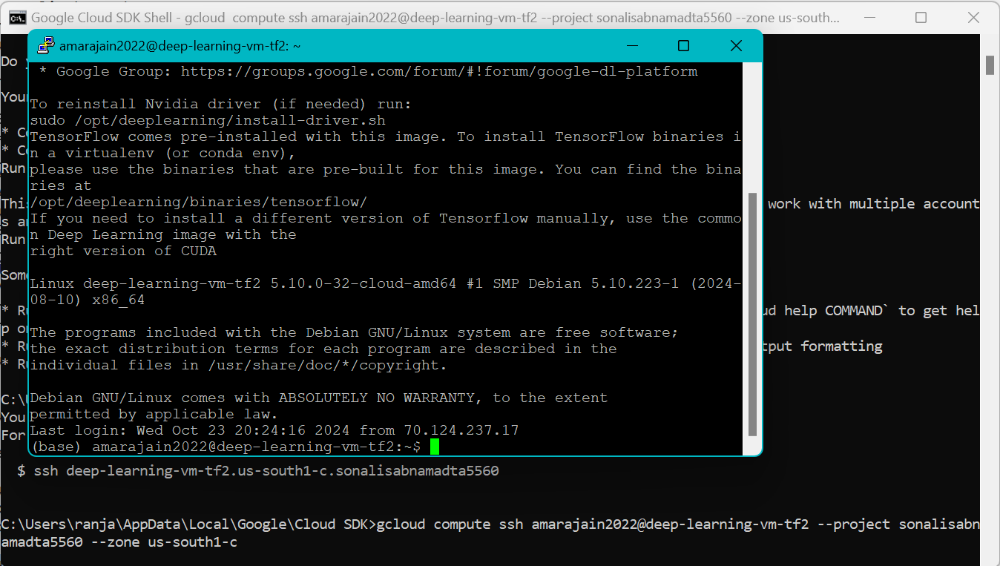 Google Cloud SDK Shell - gcloud  compute ssh amarajain2022@deep-learning-vm-tf2 --project sonalisabnamadta5560 --zone us-south...
amarajain2022@deep-learning-vm-tf2: ~
* Google Group: https://groups.google.com/forum/#!forum/google-dl-platform
To reinstall Nvidia driver (if needed) run:
sudo /opt/deeplearning/install-driver.sh
TensorFlow comes pre-installed with this image. To install TensorFlow binaries i
n a virtualenv (or conda env),
please use the binaries that are pre-built for this image. You can find the bina
ries at
/opt/deeplearning/binaries/tensorflow/
If you need to install a different version of Tensorflow manually, use the commo
n Deep Learning image with the
right version of CUDA
Linux deep-learning-vm-tf2 5.10.0-32-cloud-amd64 #1 SMP Debian 5.10.223-1 (2024-
08-10) x86_64
The programs included with the Debian GNU/Linux system are free software;
the exact distribution terms for each program are described in the
individual files in /usr/share/doc/*/copyright.
Debian GNU/Linux comes with ABSOLUTELY NO WARRANTY, to the extent
permitted by applicable law.
Last login: Wed Oct 23 20:24:16 2024 from 70.124.237.17
(base) amarajain2022@deep-learning-vm-tf2:~$
Do
Your
*
*
Run
work with multiple account
s
Run
*
help COMMAND` to get hel
p
*
formatting
*
C:\
You
For
$ ssh deep-learning-vm-tf2.us-south1-c.sonalisabnamadta5560
C:\Users\ranja\AppData\Local\Google\Cloud SDK>gcloud compute ssh amarajain2022@deep-learning-vm-tf2 --project sonalisabn
amadta5560 --zone us-south1-c